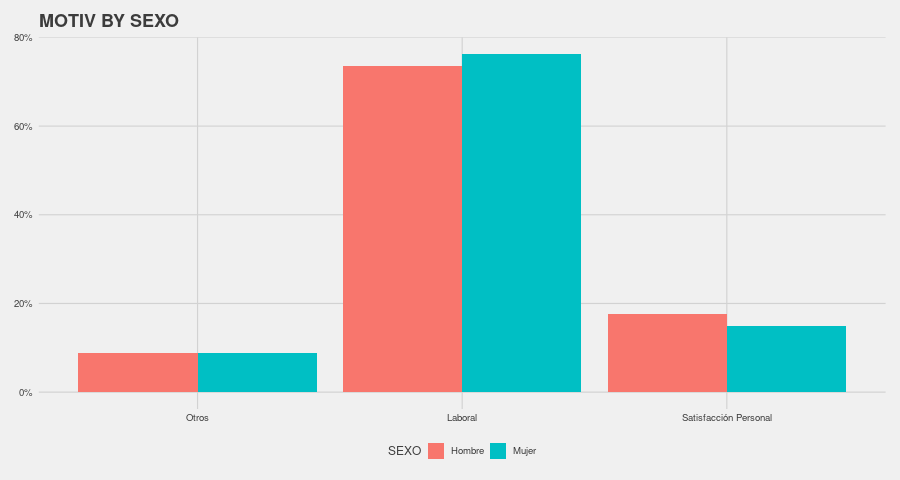 MOTIV BY SEXO
80%
60%
40%
20%
0%
Otros Laboral Satisfacción Personal
SEXO Hombre Mujer